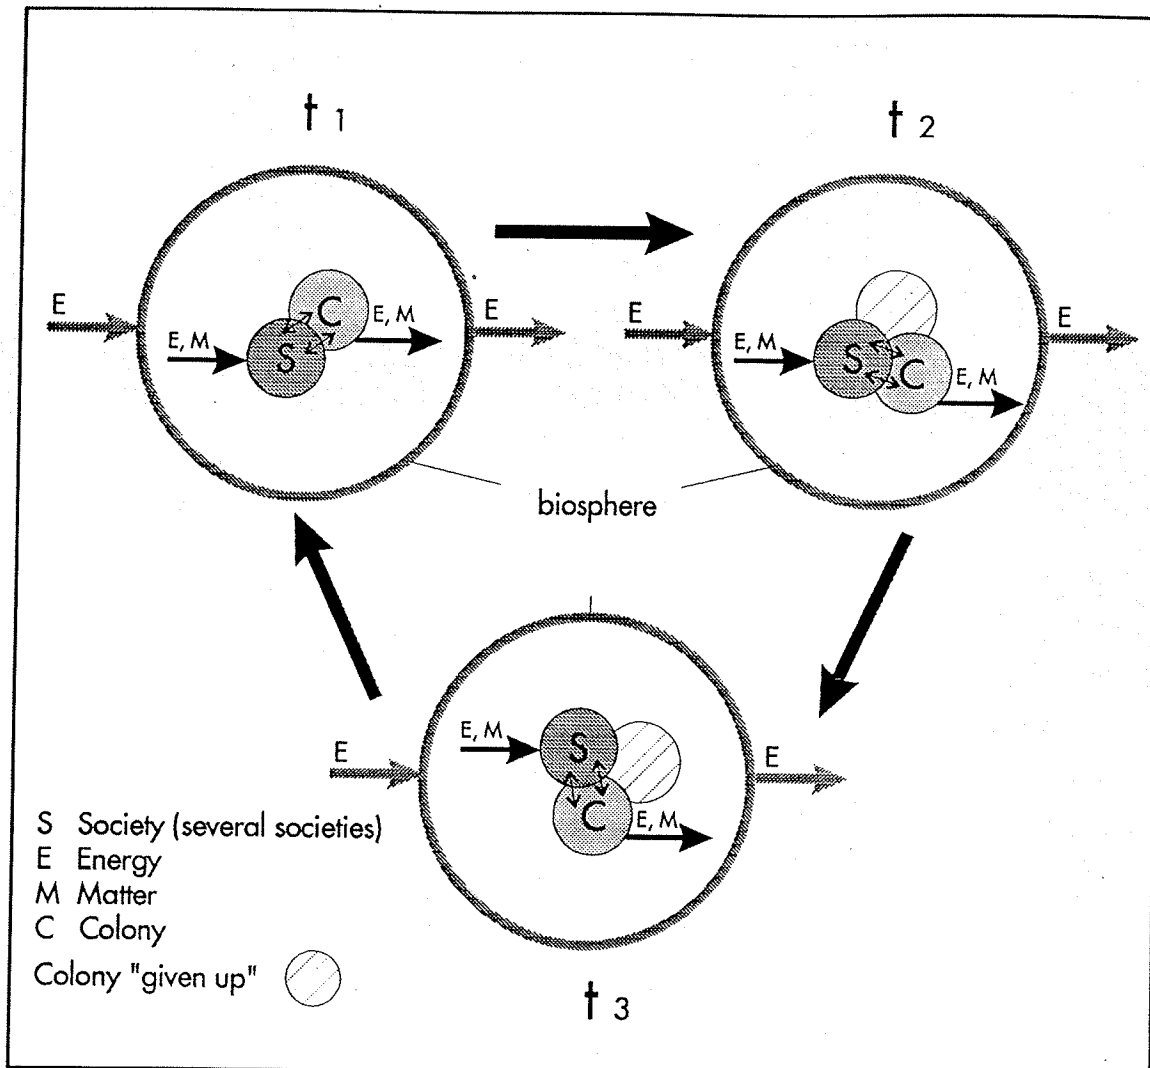 t 1
t 2
E
E, M
S
C
E, M
E
E
E, M
S
C
E, M
E
biosphere
E
E, M
S
C
E, M
E
S Society (several societies)
E Energy
M Matter
C Colony
Colony "given up"
t 3